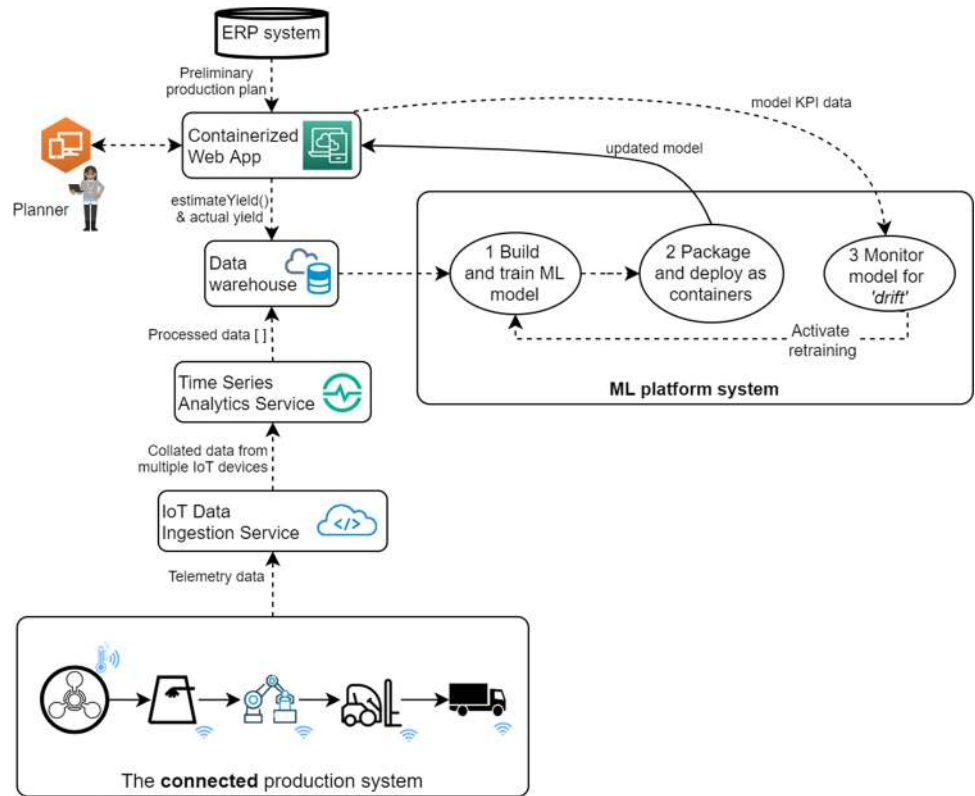 ERP system
Preliminary
production plan
model KPI data
Containerized
Web App
updated model
Planner
estimateYield()
& actual yield
Data
warehouse
1 Build
and train ML
model
2 Package
and deploy as
containers
3 Monitor
model for
'drift'
Activate
retraining
ML platform system
Processed data [ ]
Time Series
Analytics Service
Collated data from
multiple IoT devices
IoT Data
Ingestion Service
</>
Telemetry data
The connected production system